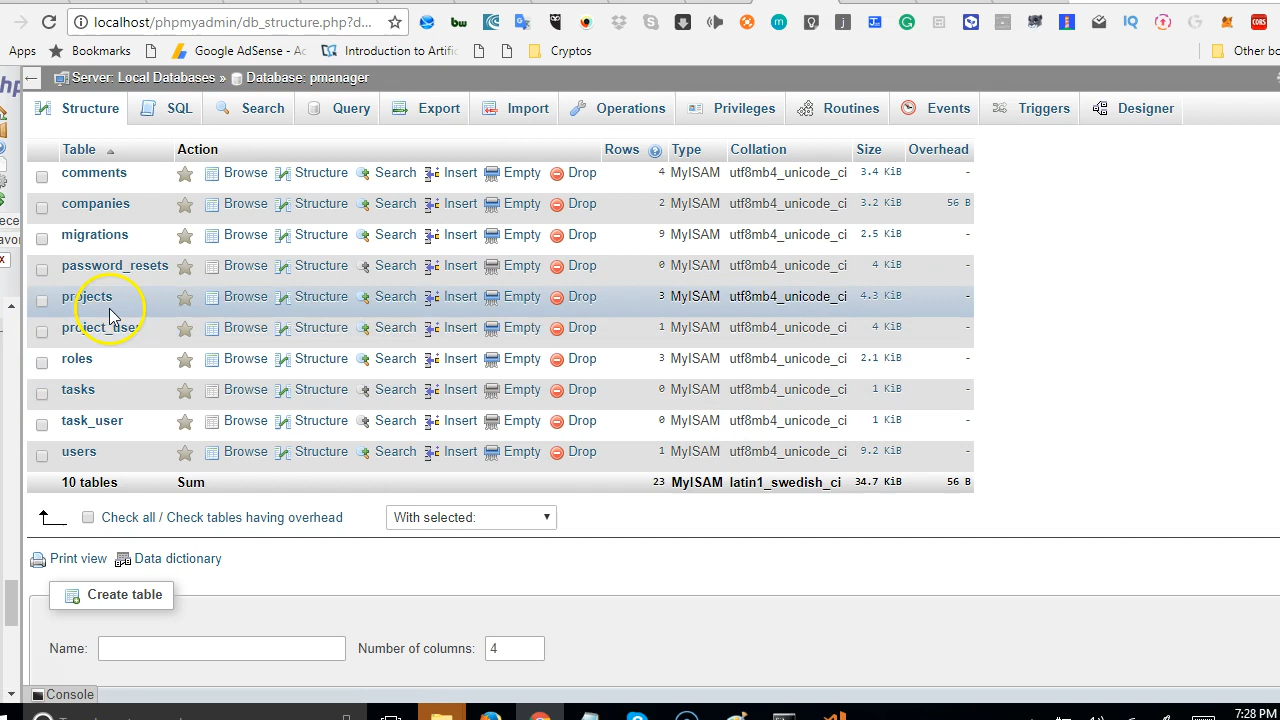 localhost/phpmyadmin/db_structure.php?d...
Apps Bookmarks Google AdSense - Ac Introduction to Artific Cryptos Other bo
Server: Local Databases » Database: pmanager
Structure SQL Search Query Export Import Operations Privileges Routines Events Triggers Designer
Table Action Rows Type Collation Size Overhead
comments Browse Structure Search Insert Empty Drop 4 MyISAM utf8mb4_unicode_ci 3.4 KiB -
companies Browse Structure Search Insert Empty Drop 2 MyISAM utf8mb4_unicode_ci 3.2 KiB 56 B
migrations Browse Structure Search Insert Empty Drop 9 MyISAM utf8mb4_unicode_ci 2.5 KiB -
password_resets Browse Structure Search Insert Empty Drop 0 MyISAM utf8mb4_unicode_ci 4 KiB -
projects Browse Structure Search Insert Empty Drop 3 MyISAM utf8mb4_unicode_ci 4.3 KiB -
project_user Browse Structure Search Insert Empty Drop 1 MyISAM utf8mb4_unicode_ci 4 KiB -
roles Browse Structure Search Insert Empty Drop 3 MyISAM utf8mb4_unicode_ci 2.1 KiB -
tasks Browse Structure Search Insert Empty Drop 0 MyISAM utf8mb4_unicode_ci 1 KiB -
task_user Browse Structure Search Insert Empty Drop 0 MyISAM utf8mb4_unicode_ci 1 KiB -
users Browse Structure Search Insert Empty Drop 1 MyISAM utf8mb4_unicode_ci 9.2 KiB -
10 tables Sum 23 MyISAM latin1_swedish_ci 34.7 KiB 56 B
Check all / Check tables having overhead With selected:
Print view Data dictionary
Create table
Name: Number of columns: 4
Console
7:28 PM